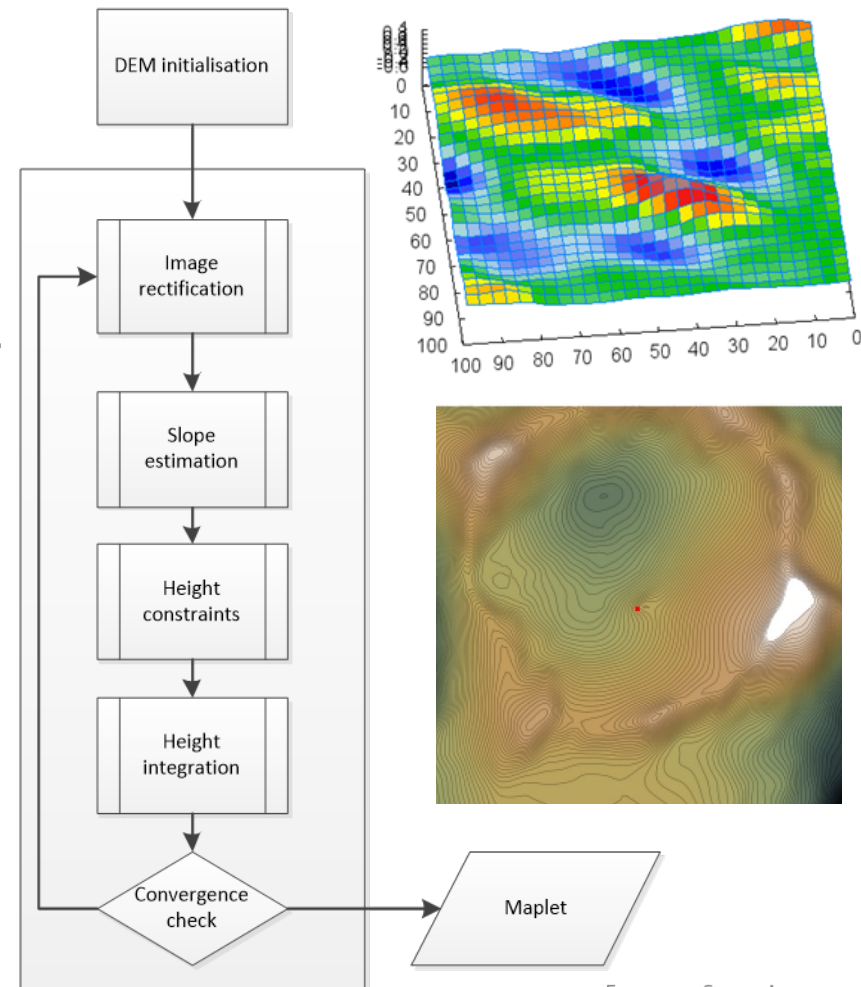 DEM initialisation
Image
rectification
Slope
estimation
Height
constraints
Height
integration
Convergence
check
Maplet
0
10
20
30
40
50
60
70
80
90
100
100 90 80 70 60 50 40 30 20 10 0